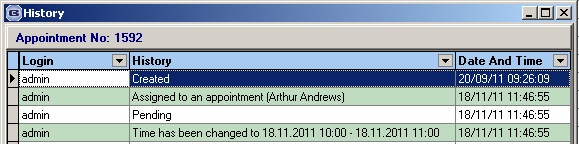 History
Appointment No: 1592
Login History Date And Time
admin Created 20/09/11 09:26:09
admin Assigned to an appointment (Arthur Andrews) 18/11/11 11:46:55
admin Pending 18/11/11 11:46:55
admin Time has been changed to 18.11.2011 10:00 - 18.11.2011 11:00 18/11/11 11:46:55